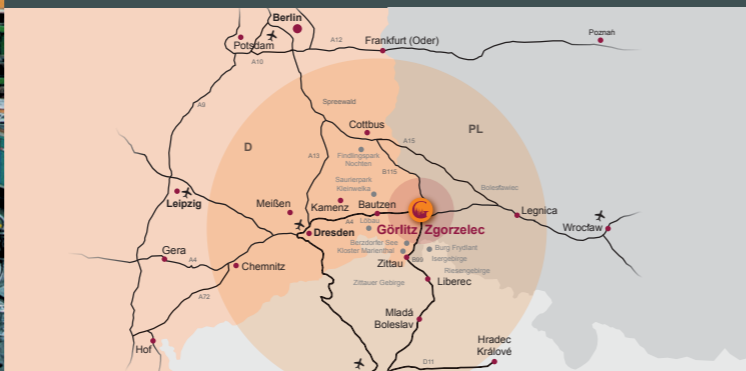 Berlin
Potsdam
A12
Frankfurt (Oder)
Poznań
A10
A9
Spreewald
Cottbus
D
PL
A13
A15
Findlingspark
Nochten
B115
Saurierpark
Kleinwelka
Bolesławiec
Leipzig
Meißen
Kamenz
Bautzen
Legnica
A4
Löbau
Dresden
Görlitz
Zgorzelec
Wrocław
Berzdorfer See
Kloster Marienthal
Burg Frydlant
Gera
A4
Chemnitz
Zittau
B99
Isergebirge
Riesengebirge
Zittauer Gebirge
Liberec
A72
Mladá
Boleslav
Hof
Hradec
Králové
D11